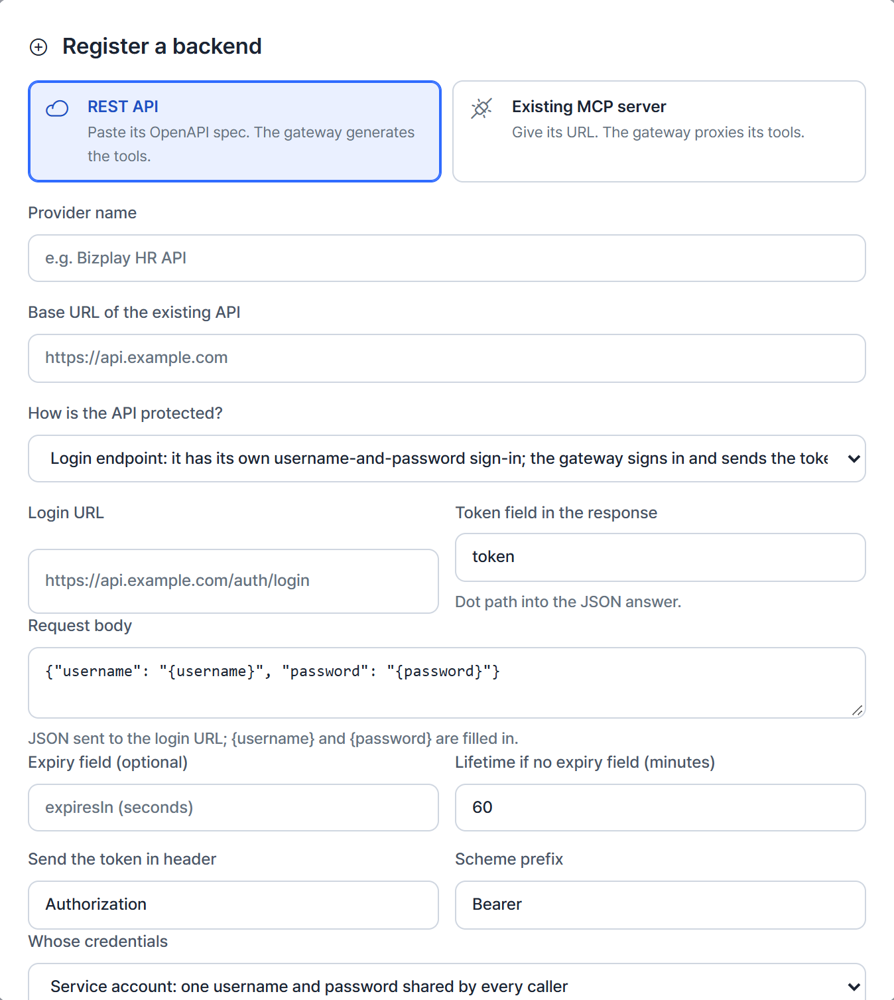 Register a backend
REST API
Paste its OpenAPI spec. The gateway generates
the tools.
Existing MCP server
Give its URL. The gateway proxies its tools.
Provider name
e.g. Bizplay HR API
Base URL of the existing API
https://api.example.com
How is the API protected?
Login endpoint: it has its own username-and-password sign-in; the gateway signs in and sends the toke
Login URL
https://api.example.com/auth/login
Token field in the response
token
Dot path into the JSON answer.
Request body
{"username": "{username}", "password": "{password}"}
JSON sent to the login URL; {username} and {password} are filled in.
Expiry field (optional)
expiresIn (seconds)
Lifetime if no expiry field (minutes)
60
Send the token in header
Authorization
Scheme prefix
Bearer
Whose credentials
Service account: one username and password shared by every caller